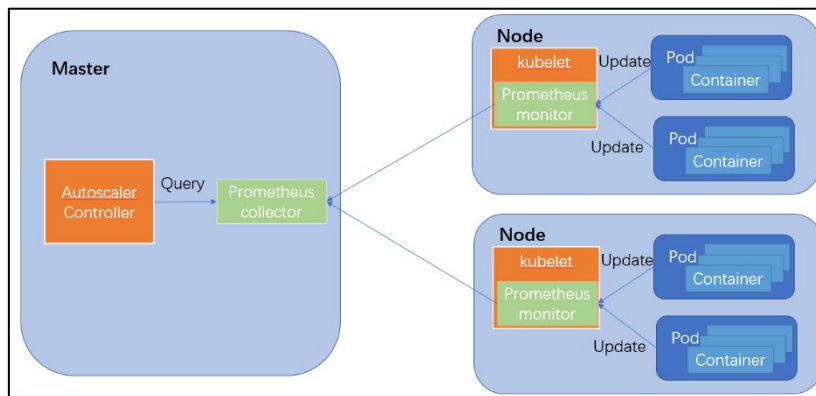 Master
Autoscaler
Controller
Query
Prometheus
collector
Node
kubelet
Prometheus
monitor
Update
Update
Pod
Container
Pod
Container
Node
kubelet
Prometheus
monitor
Update
Update
Pod
Container
Pod
Container